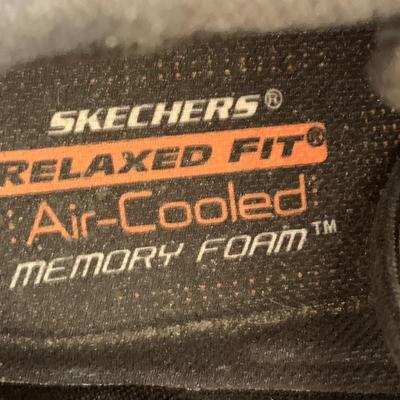 SKECHERS®
RELAXED FIT®
Air-Cooled
MEMORY FOAM™